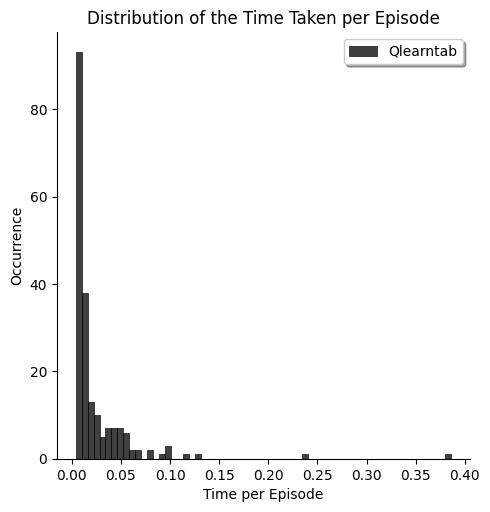 Distribution of the Time Taken per Episode
Qlearntab
Occurrence
80
60
40
20
0
0.00 0.05 0.10 0.15 0.20 0.25 0.30 0.35 0.40
Time per Episode